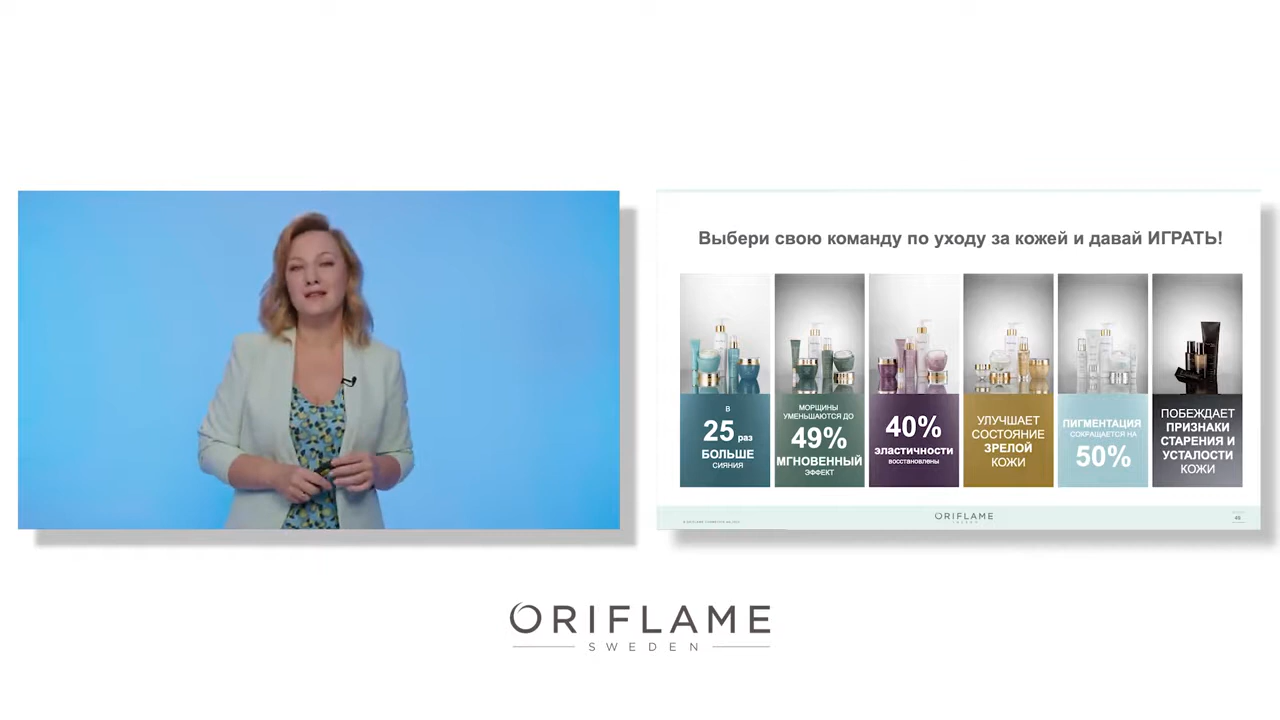 Выбери свою команду по уходу за кожей и давай ИГРАТЬ!
В
25 раз
БОЛЬШЕ
СИЯНИЯ
МОРЩИНЫ
УМЕНЬШАЮТСЯ ДО
49%
МГНОВЕННЫЙ
ЭФФЕКТ
40%
эластичности
восстановлены
УЛУЧШАЕТ
СОСТОЯНИЕ
ЗРЕЛОЙ
КОЖИ
ПИГМЕНТАЦИЯ
СОКРАЩАЕТСЯ НА
50%
ПОБЕЖДАЕТ
ПРИЗНАКИ
СТАРЕНИЯ И
УСТАЛОСТИ
КОЖИ
ORIFLAME
SWEDEN
ORIFLAME
SWEDEN